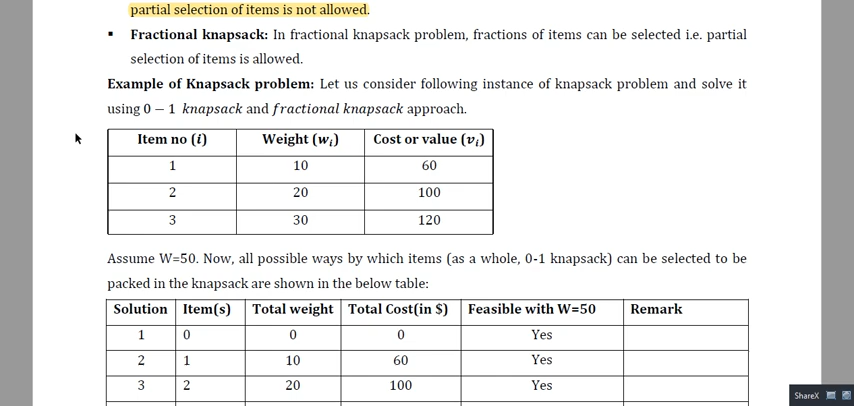 partial selection of items is not allowed.
▪ Fractional knapsack: In fractional knapsack problem, fractions of items can be selected i.e. partial
selection of items is allowed.
Example of Knapsack problem: Let us consider following instance of knapsack problem and solve it
using 0 − 1 knapsack and fractional knapsack approach.
Item no (i) Weight (wᵢ) Cost or value (vᵢ)
1 10 60
2 20 100
3 30 120
Assume W=50. Now, all possible ways by which items (as a whole, 0-1 knapsack) can be selected to be
packed in the knapsack are shown in the below table:
Solution Item(s) Total weight Total Cost(in $) Feasible with W=50 Remark
1 0 0 0 Yes
2 1 10 60 Yes
3 2 20 100 Yes
ShareX